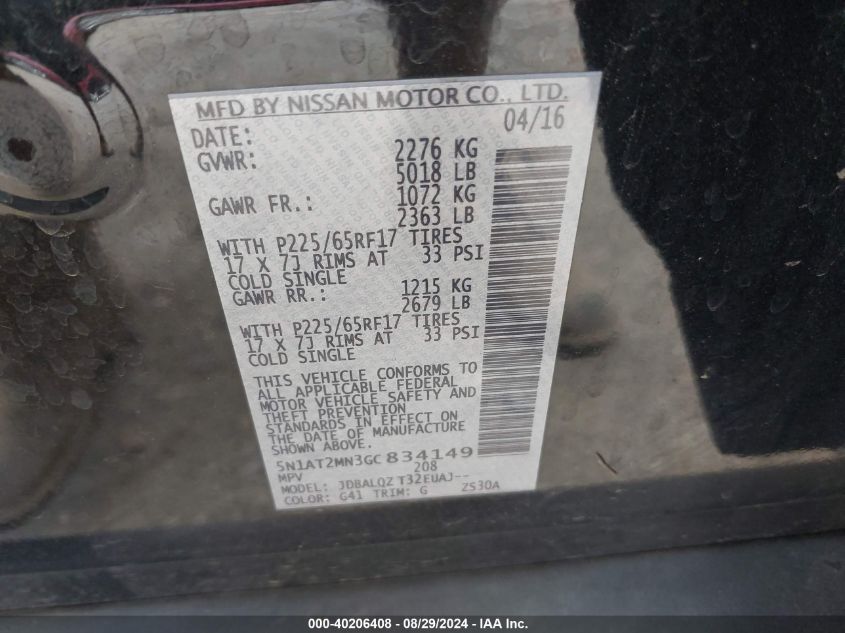 MFD BY NISSAN MOTOR CO., LTD.
DATE: 04/16
GVWR: 2276 KG
5018 LB
GAWR FR.: 1072 KG
2363 LB
WITH P225/65RF17 TIRES
17 X 7J RIMS AT 33 PSI
COLD SINGLE
GAWR RR.: 1215 KG
2679 LB
WITH P225/65RF17 TIRES
17 X 7J RIMS AT 33 PSI
COLD SINGLE
THIS VEHICLE CONFORMS TO
ALL APPLICABLE FEDERAL
MOTOR VEHICLE SAFETY AND
THEFT PREVENTION
STANDARDS IN EFFECT ON
THE DATE OF MANUFACTURE
SHOWN ABOVE.
5N1AT2MN3GC834149
MPV 208
MODEL: JDBALQZ T32EUAJ--
COLOR: G41 TRIM: G ZS30A
000-40206408 - 08/29/2024 - IAA Inc.